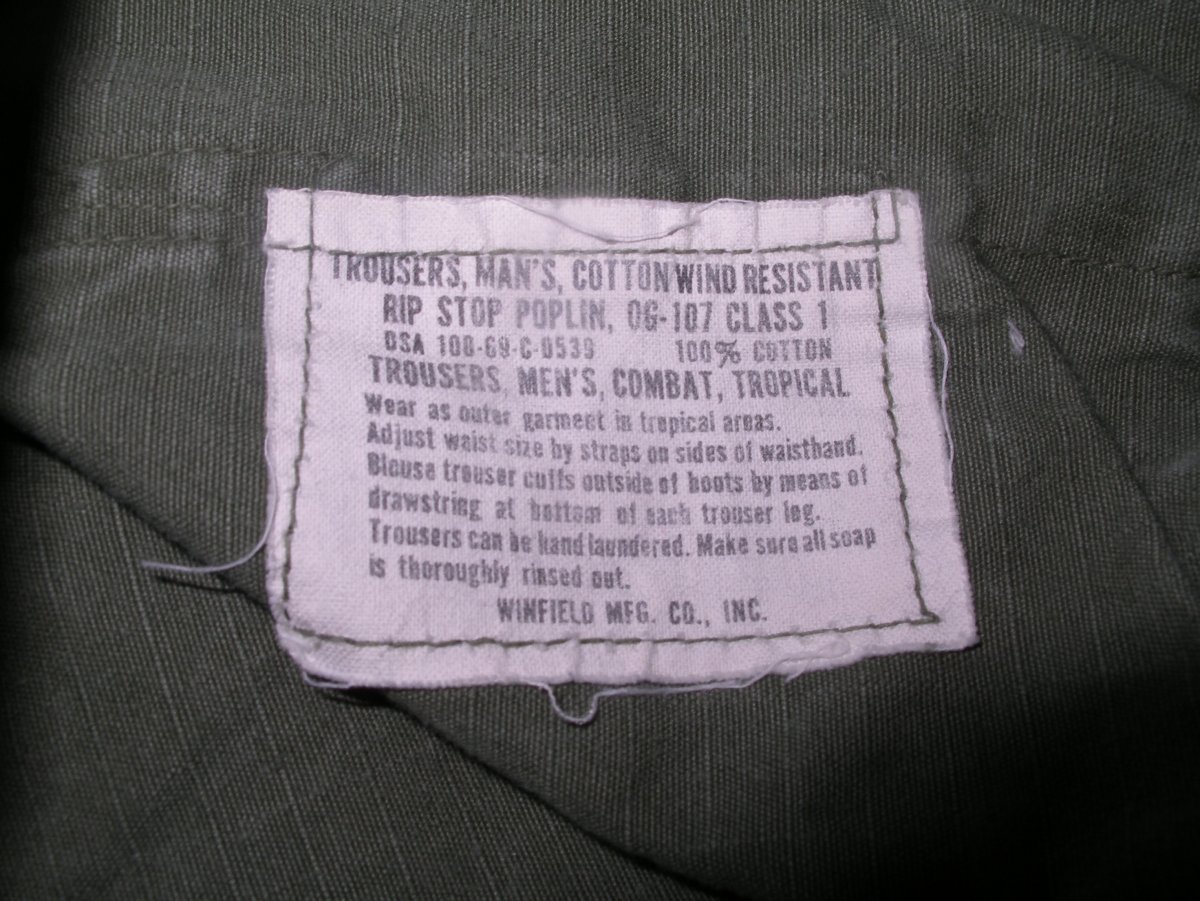 TROUSERS, MAN'S, COTTON WIND RESISTANT
RIP STOP POPLIN, OG-107 CLASS 1
DSA 100-69-C-0539 100% COTTON
TROUSERS, MEN'S, COMBAT, TROPICAL
Wear as outer garment in tropical areas.
Adjust waist size by straps on sides of waistband.
Blouse trouser cuffs outside of boots by means of
drawstring at bottom of each trouser leg.
Trousers can be hand laundered. Make sure all soap
is thoroughly rinsed out.
WINFIELD MFG. CO., INC.